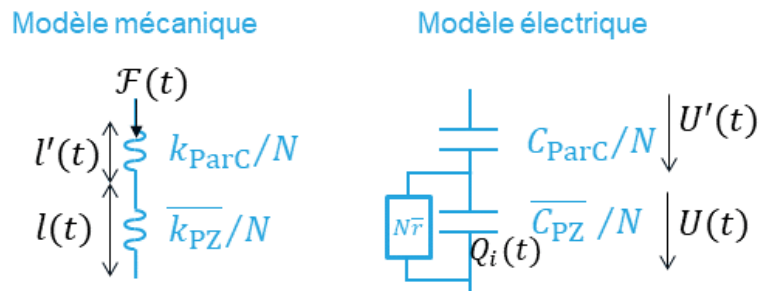 Modèle mécanique
Modèle électrique
ℱ(t)
l′(t)
k_ParC/N
l(t)
k̅_PZ/N
C_ParC/N
U′(t)
Nr̅
C̅_PZ /N
U(t)
Q_i(t)